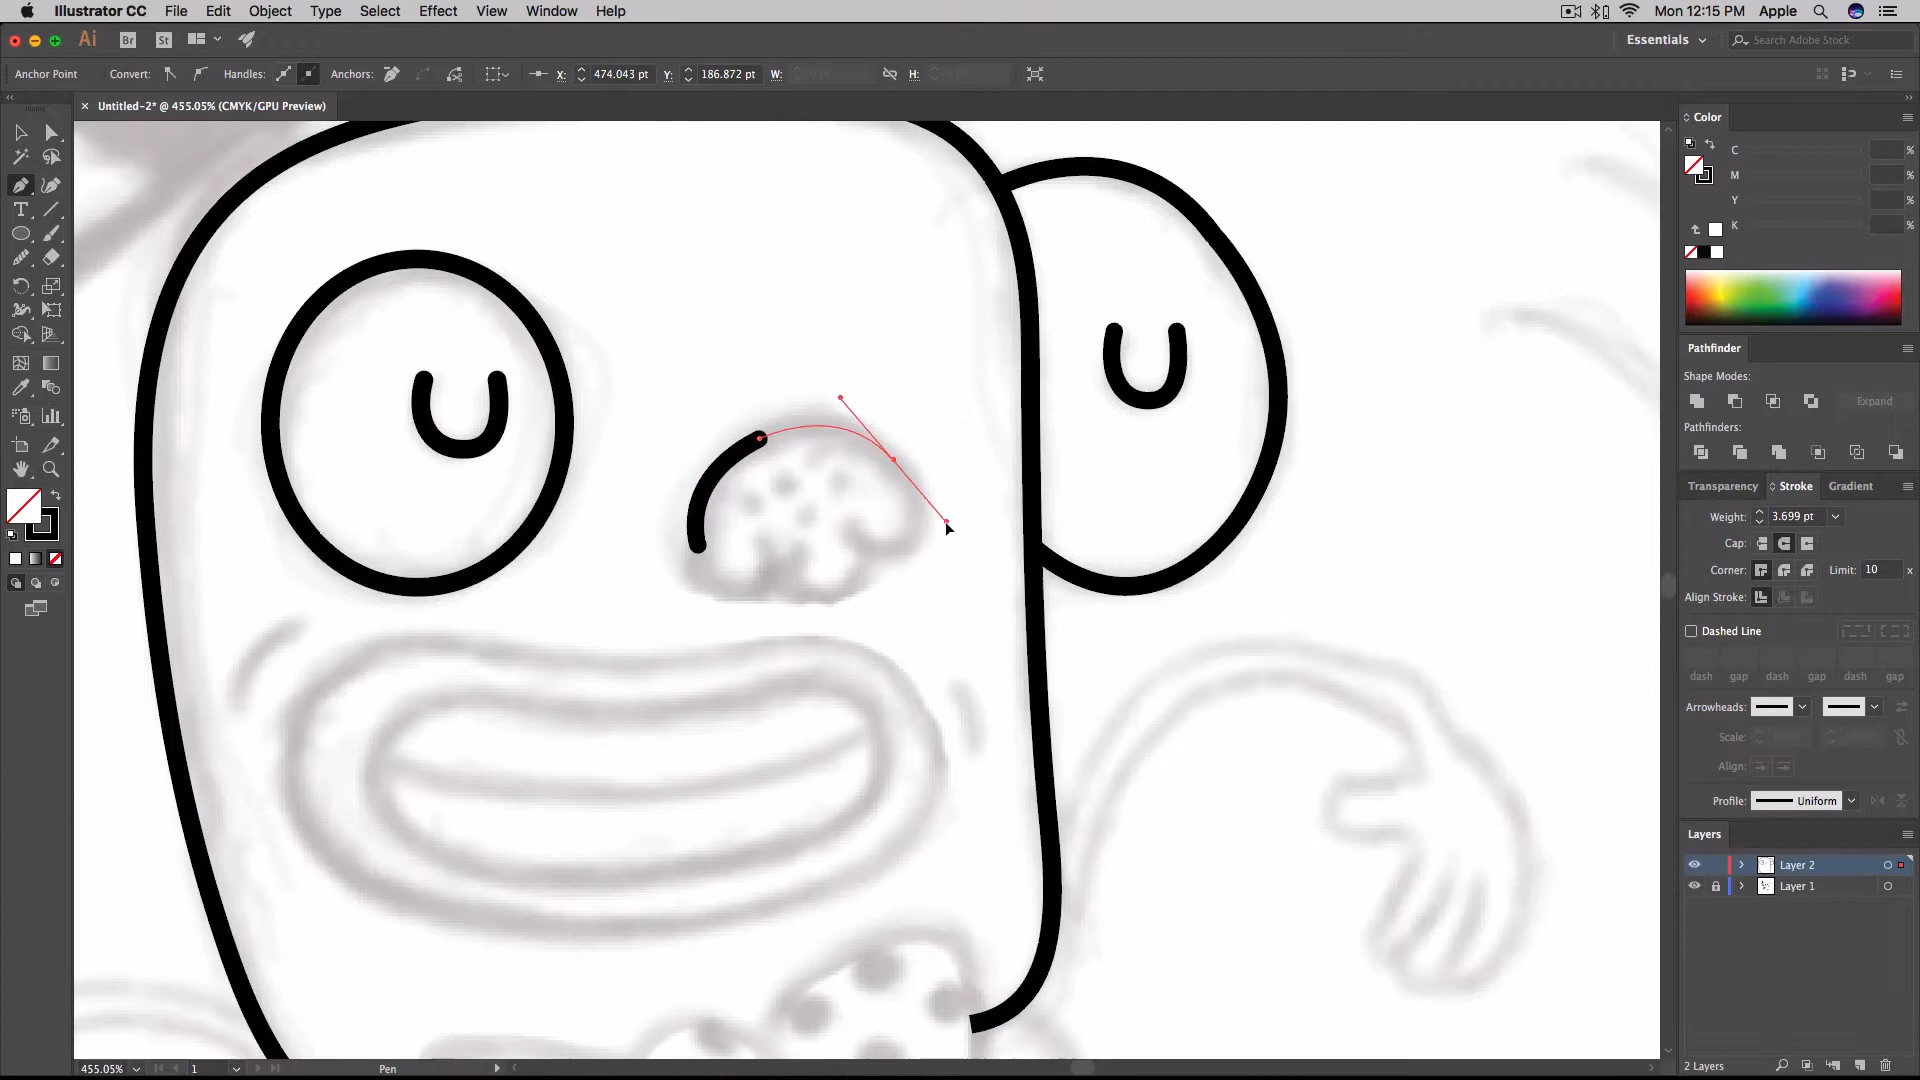 Illustrator CC File Edit Object Type Select Effect View Window Help Mon 12:15 PM Apple
Ai Br St Essentials Search Adobe Stock
Anchor Point Convert: Handles: Anchors: X: 474.043 pt Y: 186.872 pt W: H:
× Untitled-2* @ 455.05% (CMYK/GPU Preview)
Color
C %
M %
Y %
K %
Pathfinder
Shape Modes:
Expand
Pathfinders:
Transparency Stroke Gradient
Weight: 3.699 pt
Cap:
Corner: Limit: 10 x
Align Stroke:
Dashed Line
dash gap dash gap dash gap
Arrowheads:
Scale:
Align:
Profile: Uniform
Layers
Layer 2
Layer 1
2 Layers
455.05% 1 Pen